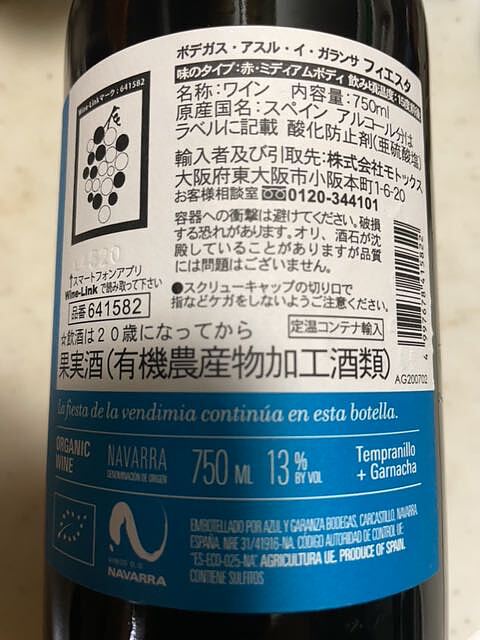 ボデガス・アスル・イ・ガランサ フィエスタ
味のタイプ:赤・ミディアムボディ 飲み頃温度:15度前後
名称:ワイン 内容量:750ml
原産国名:スペイン アルコール分は
ラベルに記載 酸化防止剤(亜硫酸塩)
輸入者及び引取先:株式会社モトックス
大阪府東大阪市小阪本町1-6-20
お客様相談室 0120-344101
容器への衝撃は避けてください。破損
する恐れがあります。オリ、酒石が沈
殿していることがありますが品質
には問題はございません。
●スクリューキャップの切り口で
指などケガをしないようご注意ください。
Wine-Linkマーク:641582
↑スマートフォンアプリ
Wine-Linkで読み取って下さい
品番 641582
定温コンテナ輸入
☆飲酒は20歳になってから
果実酒(有機農産物加工酒類)
4997678415822
AG200702
La fiesta de la vendimia continúa en esta botella.
ORGANIC
WINE
NAVARRA
DENOMINACIÓN DE ORIGEN
750 ML
13%
BY VOL
Tempranillo
+ Garnacha
VINOS D.O.
NAVARRA
EMBOTELLADO POR AZUL Y GARANZA BODEGAS, CARCASTILLO, NAVARRA
ESPAÑA. NRE 31/41916-NA. CÓDIGO AUTORIDAD DE CONTROL UE:
"ES-ECO-025-NA" AGRICULTURA UE. PRODUCE OF SPAIN.
CONTIENE SULFITOS